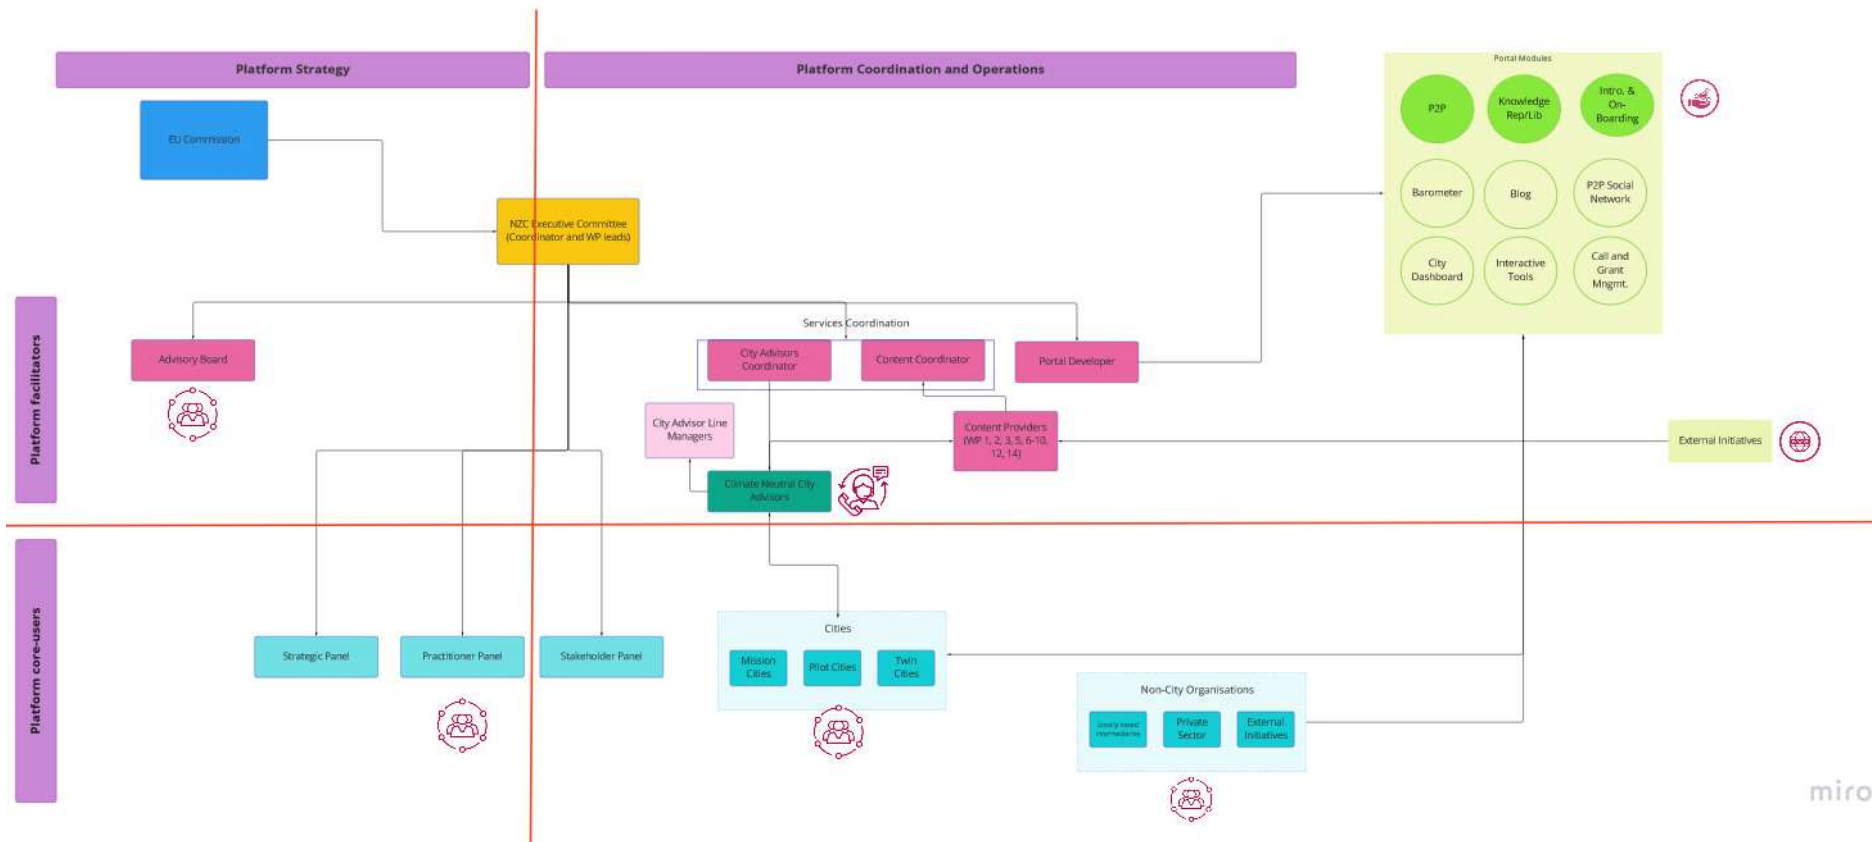 Platform Strategy
Platform Coordination and Operations
EU Commission
NZC Executive Committee
(Coordinator and WP leads)
Portal Modules
P2P
Knowledge
Rep/Lib
Intro. &
On-
Boarding
Barometer
Blog
P2P Social
Network
City
Dashboard
Interactive
Tools
Call and
Grant
Mngmt.
Platform facilitators
Advisory Board
Services Coordination
City Advisors
Coordinator
Content Coordinator
Portal Developer
City Advisor Line
Managers
Content Providers
(WP 1, 2, 3, 5, 6-10,
12, 14)
External Initiatives
Climate Neutral City
Advisors
Platform core-users
Strategic Panel
Practitioner Panel
Stakeholder Panel
Cities
Mission
Cities
Pilot Cities
Twin
Cities
Non-City Organisations
intermediaries
Private
Sector
External
Initiatives
miro